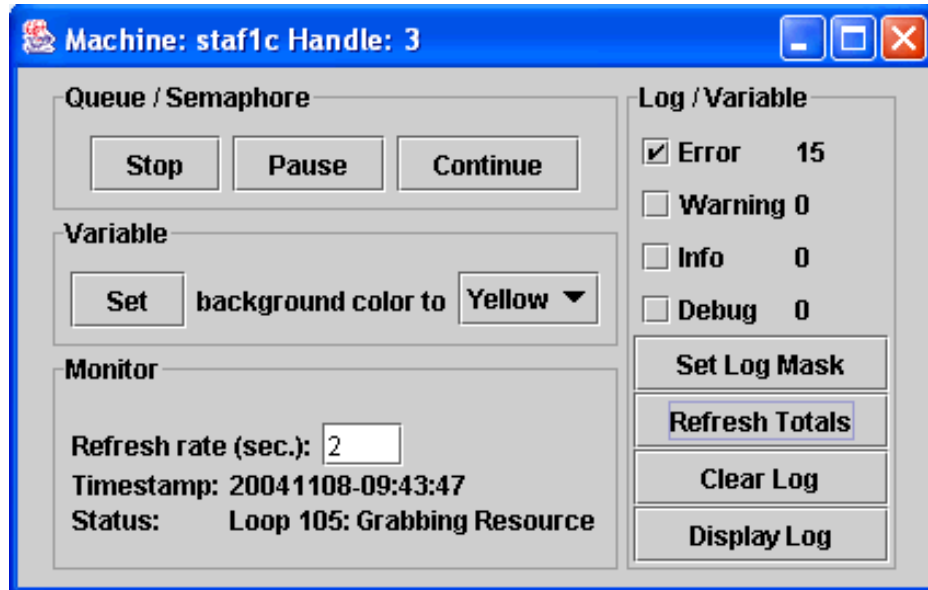 Machine: staf1c Handle: 3
Queue / Semaphore
Stop Pause Continue
Variable
Set background color to Yellow
Monitor
Refresh rate (sec.): 2
Timestamp: 20041108-09:43:47
Status: Loop 105: Grabbing Resource
Log / Variable
Error 15
Warning 0
Info 0
Debug 0
Set Log Mask
Refresh Totals
Clear Log
Display Log